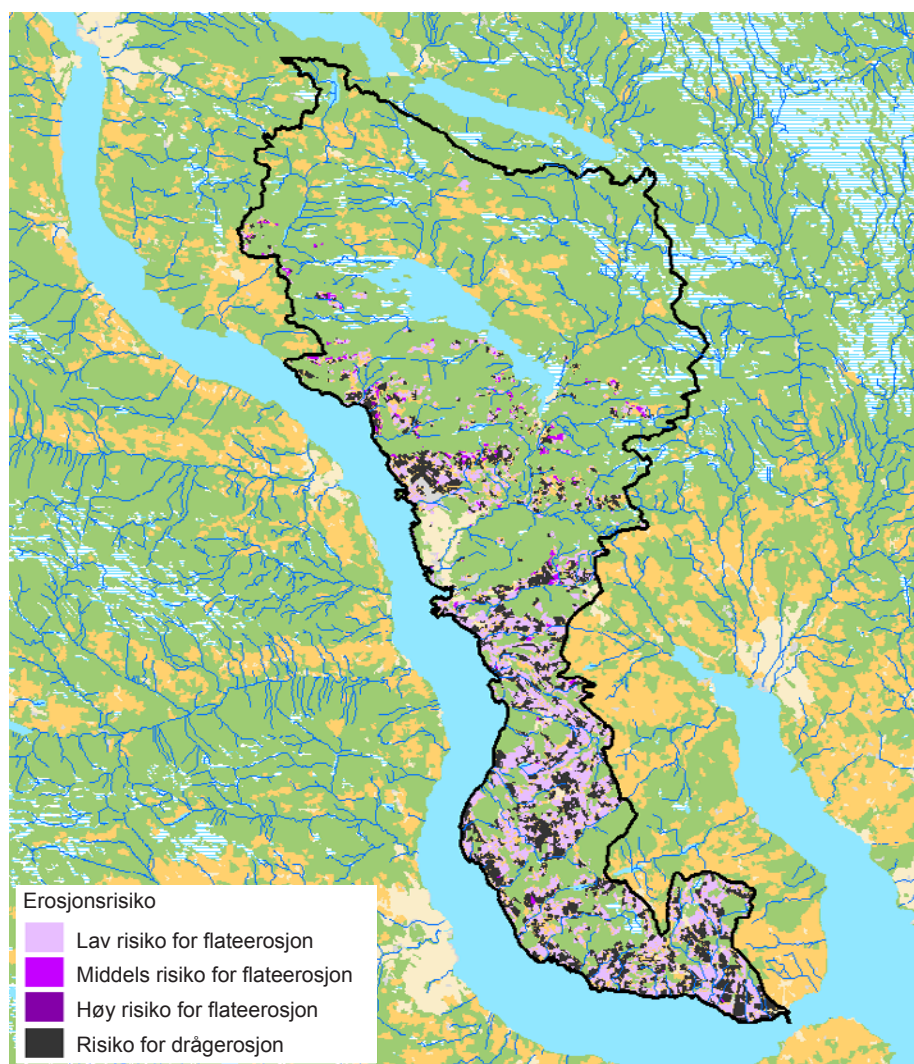 Erosjonsrisiko
Lav risiko for flateerosjon
Middels risiko for flateerosjon
Høy risiko for flateerosjon
Risiko for drågerosjon